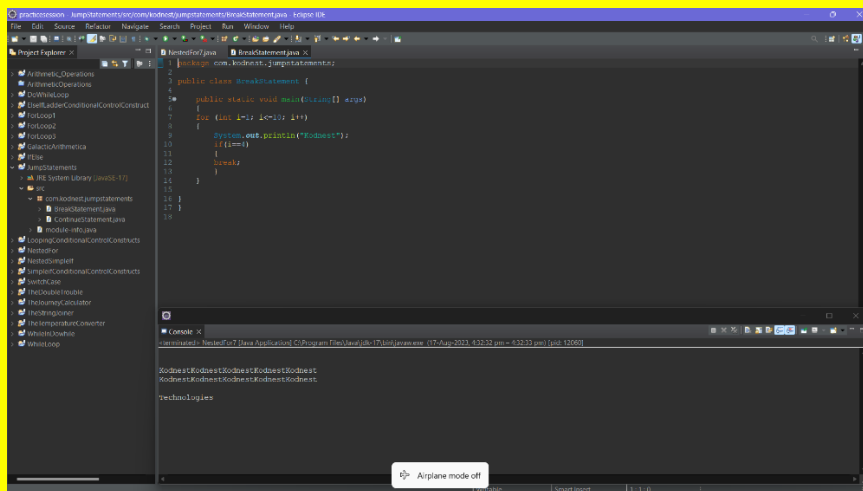 practicesession - JumpStatements/src/com/kodnest/jumpstatements/BreakStatement.java - Eclipse IDE
File Edit Source Refactor Navigate Search Project Run Window Help
Project Explorer
NestedFor7.java BreakStatement.java
Arithmetic_Operations
ArithmeticOperations
DoWhileLoop
ElseIfLadderConditionalControlConstruct
ForLoop1
ForLoop2
ForLoop3
GalacticArithmetica
IfElse
JumpStatements
JRE System Library [JavaSE-17]
src
com.kodnest.jumpstatements
BreakStatement.java
ContinueStatement.java
module-info.java
LoopingConditionalControlConstructs
NestedFor
NestedSimpleIf
SimpleIfConditionalControlConstructs
SwitchCase
TheDoubleTrouble
TheJourneyCalculator
TheStringJoiner
TheTemperatureConverter
WhileInDowhile
WhileLoop
1 package com.kodnest.jumpstatements;
2
3 public class BreakStatement {
4
5 public static void main(String[] args)
6 {
7 for (int i=1; i<=10; i++)
8 {
9 System.out.println("Kodnest");
10 if(i==4)
11 {
12 break;
13 }
14 }
15
16 }
17 }
18
Console
<terminated> NestedFor7 [Java Application] C:\Program Files\Java\jdk-17\bin\javaw.exe (17-Aug-2023, 4:32:32 pm – 4:32:33 pm) [pid: 12060]
KodnestKodnestKodnestKodnestKodnest
KodnestKodnestKodnestKodnestKodnest
Technologies
Airplane mode off
Writable Smart Insert 1 : 1 : 0